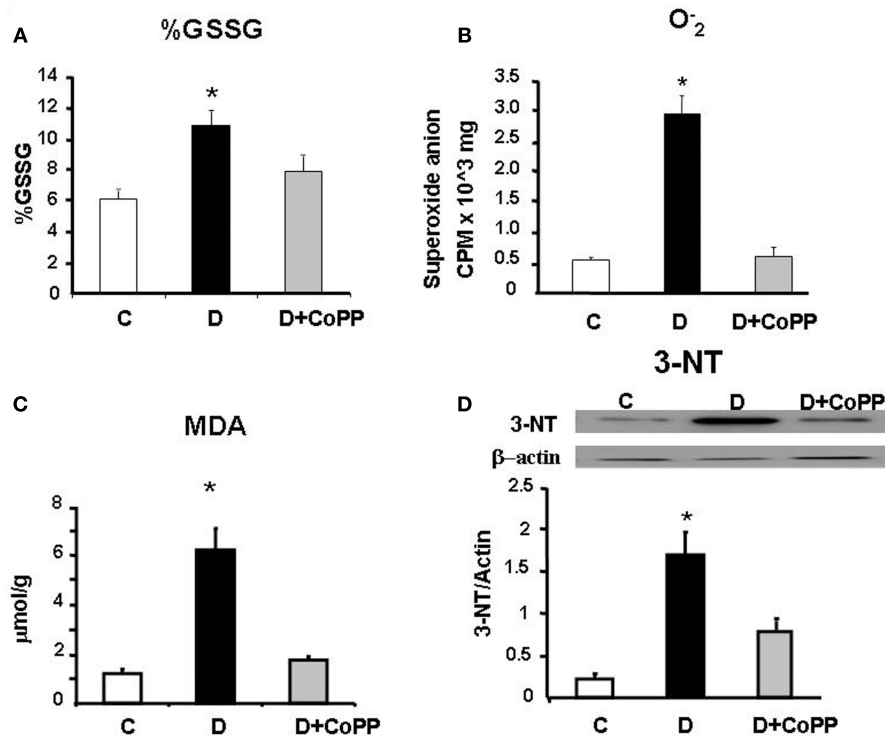 A
%GSSG
%GSSG
14
12
10
8
6
4
2
0
*
C D D+CoPP
B
O-2
Superoxide anion
CPM x 10^3 mg
3.5
3.0
2.5
2.0
1.5
1.0
0.5
0.0
*
C D D+CoPP
C
MDA
μmol/g
8
6
4
2
0
*
C D D+CoPP
D
3-NT
C D D+CoPP
3-NT
β–actin
3-NT/Actin
2.5
2
1.5
1
0.5
0
*
C D D+CoPP